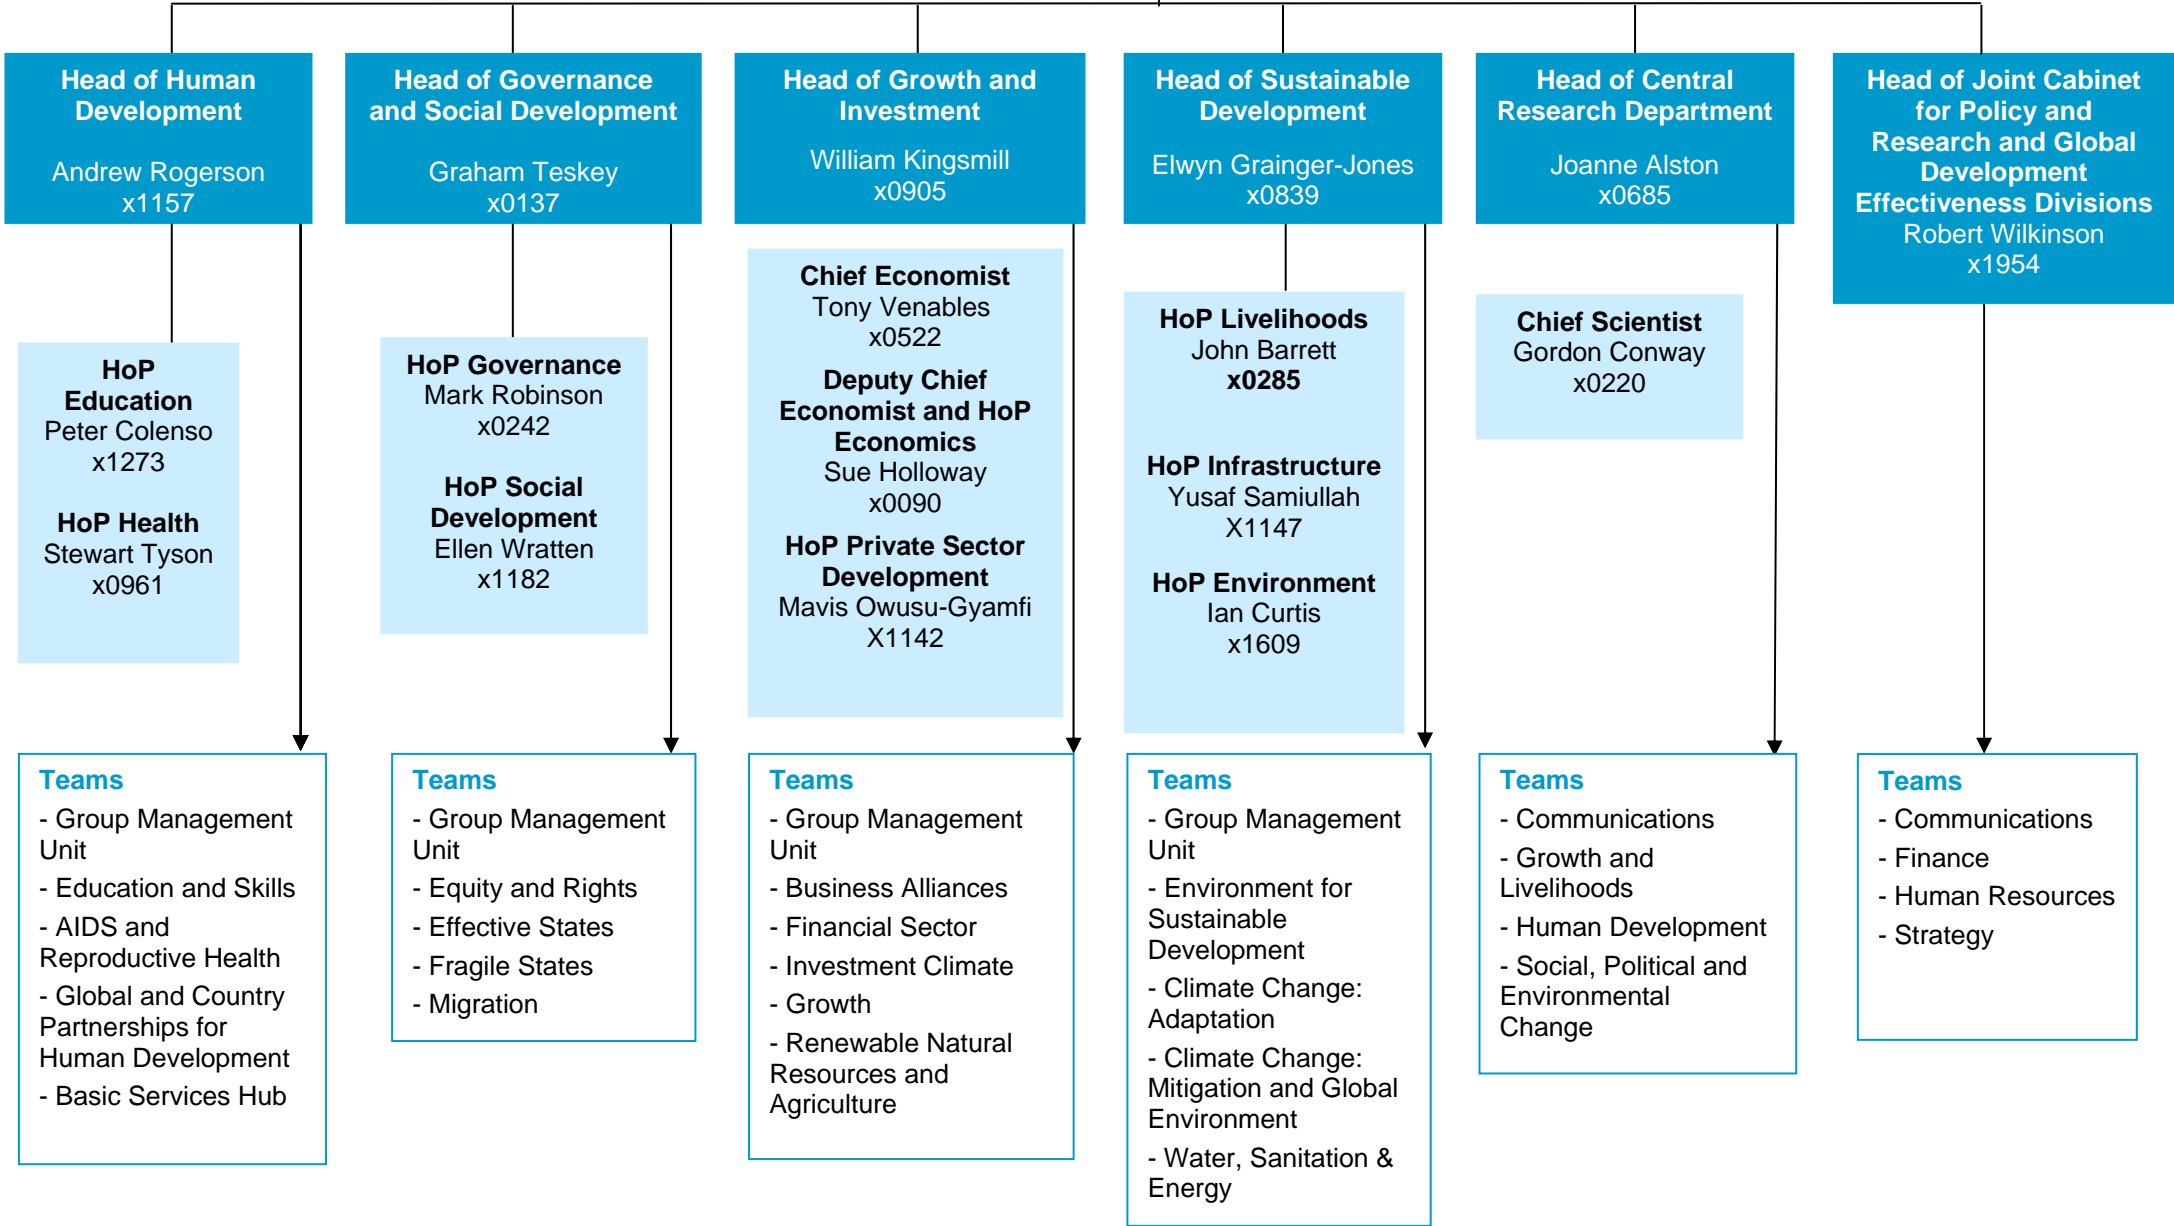 Head of Human
Development
Andrew Rogerson
x1157
Head of Governance
and Social Development
Graham Teskey
x0137
Head of Growth and
Investment
William Kingsmill
x0905
Head of Sustainable
Development
Elwyn Grainger-Jones
x0839
Head of Central
Research Department
Joanne Alston
x0685
Head of Joint Cabinet
for Policy and
Research and Global
Development
Effectiveness Divisions
Robert Wilkinson
x1954
HoP
Education
Peter Colenso
x1273
HoP Health
Stewart Tyson
x0961
HoP Governance
Mark Robinson
x0242
HoP Social
Development
Ellen Wratten
x1182
Chief Economist
Tony Venables
x0522
Deputy Chief
Economist and HoP
Economics
Sue Holloway
x0090
HoP Private Sector
Development
Mavis Owusu-Gyamfi
X1142
HoP Livelihoods
John Barrett
x0285
HoP Infrastructure
Yusaf Samiullah
X1147
HoP Environment
Ian Curtis
x1609
Chief Scientist
Gordon Conway
x0220
Teams
- Group Management
Unit
- Education and Skills
- AIDS and
Reproductive Health
- Global and Country
Partnerships for
Human Development
- Basic Services Hub
Teams
- Group Management
Unit
- Equity and Rights
- Effective States
- Fragile States
- Migration
Teams
- Group Management
Unit
- Business Alliances
- Financial Sector
- Investment Climate
- Growth
- Renewable Natural
Resources and
Agriculture
Teams
- Group Management
Unit
- Environment for
Sustainable
Development
- Climate Change:
Adaptation
- Climate Change:
Mitigation and Global
Environment
- Water, Sanitation &
Energy
Teams
- Communications
- Growth and
Livelihoods
- Human Development
- Social, Political and
Environmental
Change
Teams
- Communications
- Finance
- Human Resources
- Strategy